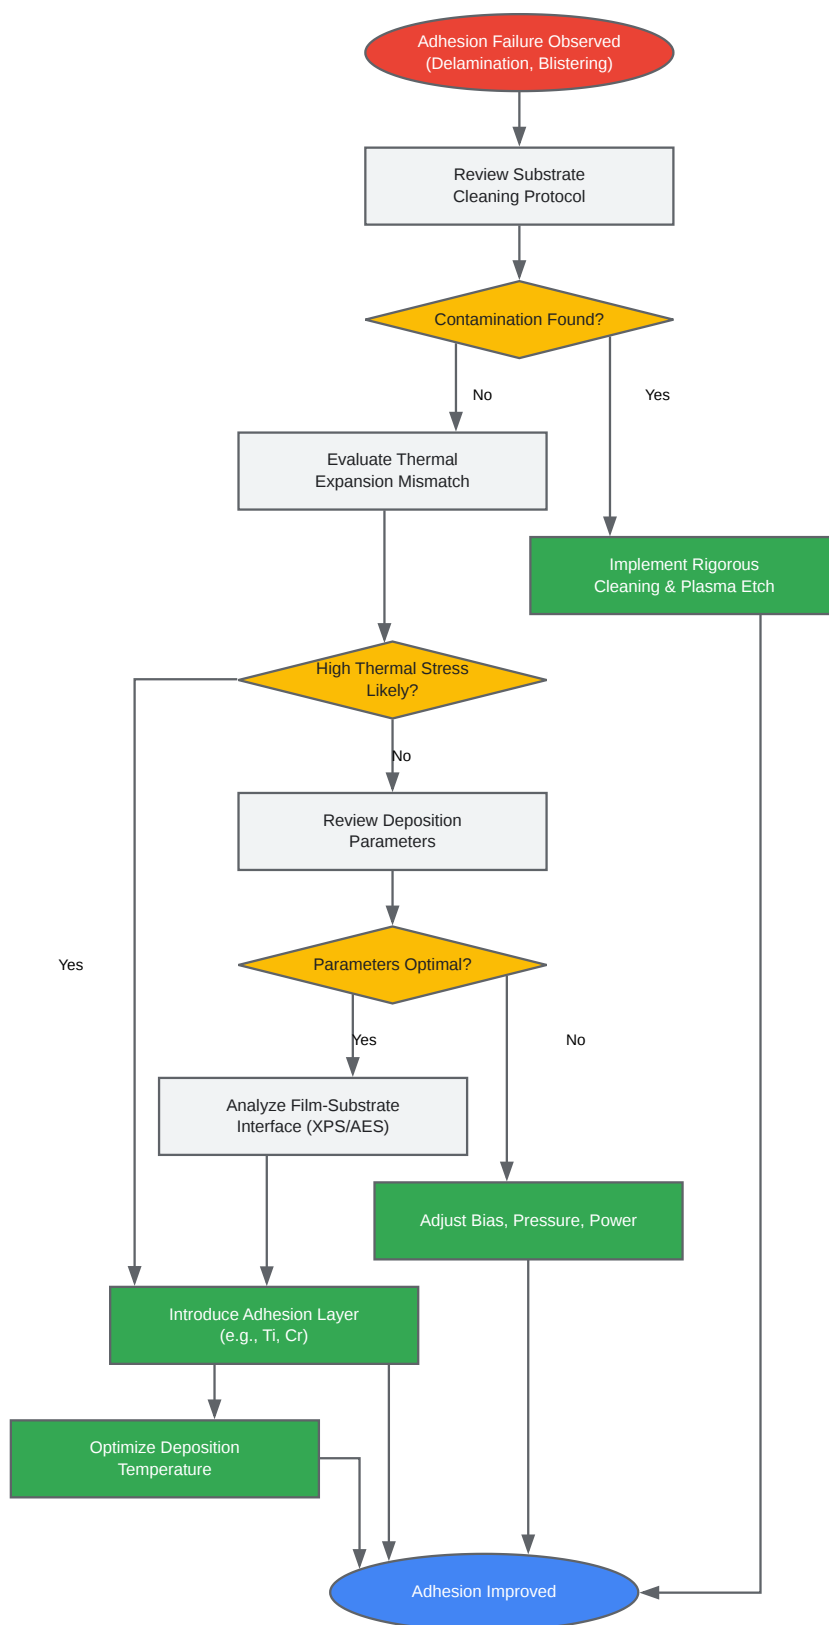 Adhesion Failure Observed
(Delamination, Blistering)
Review Substrate
Cleaning Protocol
Contamination Found?
No
Yes
Evaluate Thermal
Expansion Mismatch
Implement Rigorous
Cleaning & Plasma Etch
High Thermal Stress
Likely?
No
Review Deposition
Parameters
Yes
Parameters Optimal?
Yes
No
Analyze Film-Substrate
Interface (XPS/AES)
Adjust Bias, Pressure, Power
Introduce Adhesion Layer
(e.g., Ti, Cr)
Optimize Deposition
Temperature
Adhesion Improved